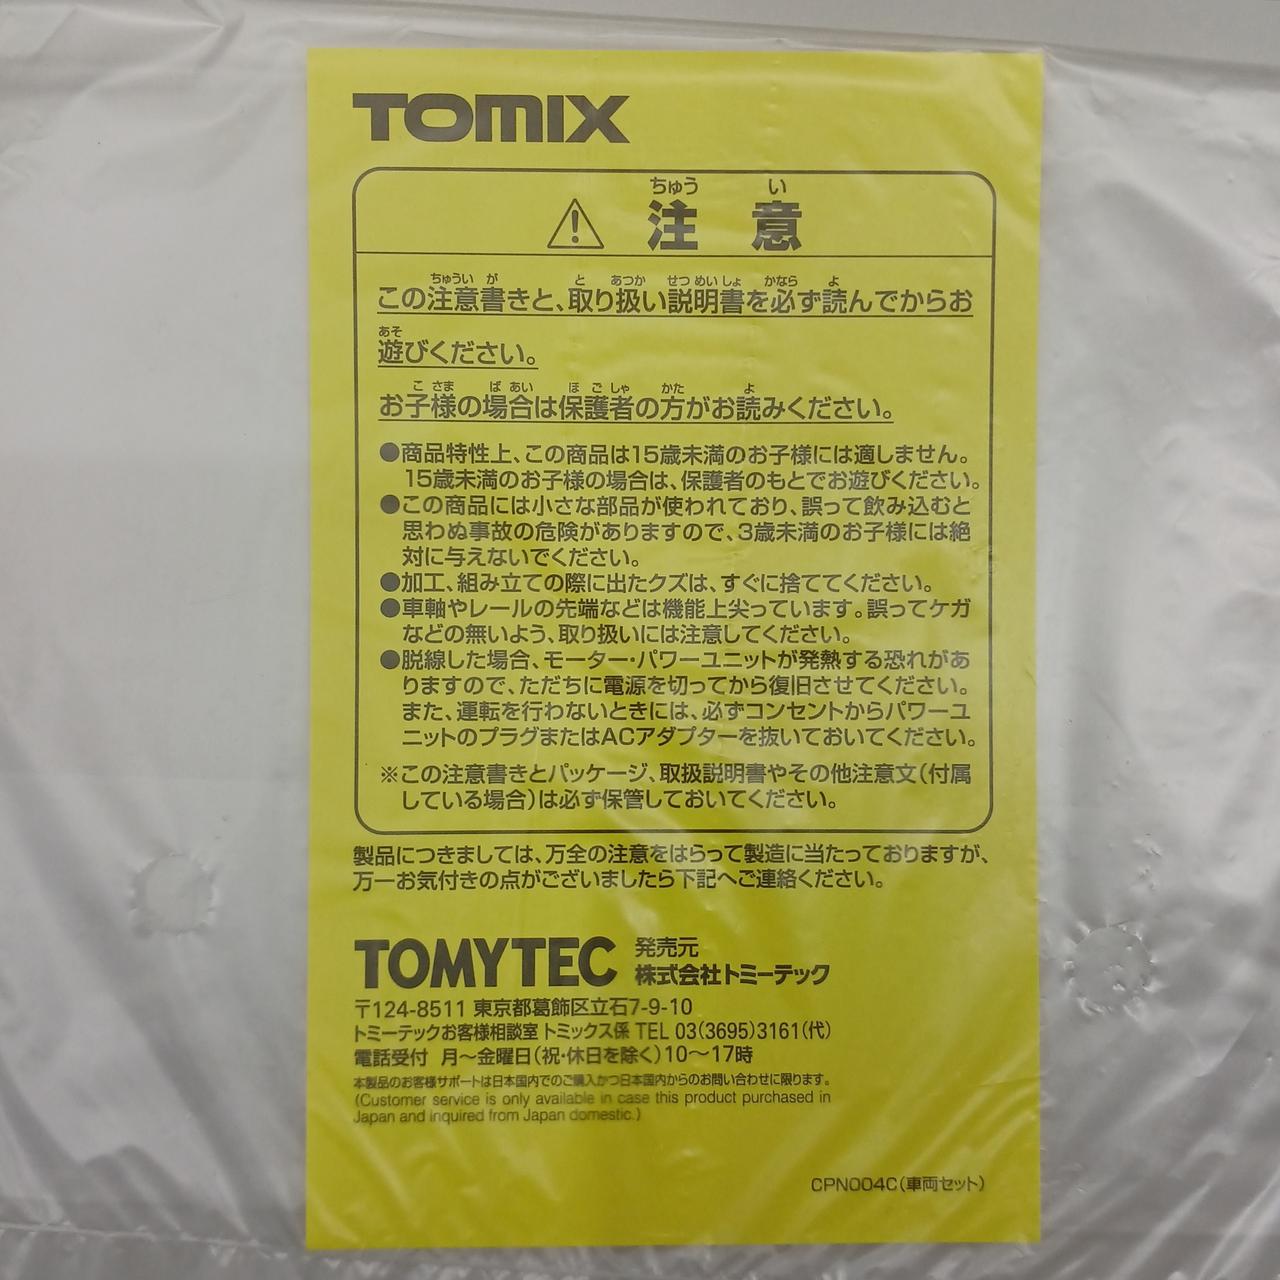 TOMIX
ちゅう い
注 意
ちゅうい が と あつか せつ めい しょ かなら よ
この注意書きと、取り扱い説明書を必ず読んでからお
あそ
遊びください。
こ さま ば あい ほ ご しゃ かた よ
お子様の場合は保護者の方がお読みください。
●商品特性上、この商品は15歳未満のお子様には適しません。
15歳未満のお子様の場合は、保護者のもとでお遊びください。
●この商品には小さな部品が使われており、誤って飲み込むと
思わぬ事故の危険がありますので、3歳未満のお子様には絶
対に与えないでください。
●加工、組み立ての際に出たクズは、すぐに捨ててください。
●車軸やレールの先端などは機能上尖っています。誤ってケガ
などの無いよう、取り扱いには注意してください。
●脱線した場合、モーター・パワーユニットが発熱する恐れがあ
りますので、ただちに電源を切ってから復旧させてください。
また、運転を行わないときには、必ずコンセントからパワーユ
ニットのプラグまたはACアダプターを抜いておいてください。
※この注意書きとパッケージ、取扱説明書やその他注意文(付属
している場合)は必ず保管しておいてください。
製品につきましては、万全の注意をはらって製造に当たっておりますが、
万一お気付きの点がございましたら下記へご連絡ください。
TOMYTEC 発売元
株式会社トミーテック
〒124-8511 東京都葛飾区立石7-9-10
トミーテックお客様相談室 トミックス係 TEL 03(3695)3161(代)
電話受付 月〜金曜日(祝・休日を除く)10〜17時
本製品のお客様サポートは日本国内でのご購入かつ日本国内からのお問い合わせに限ります。
(Customer service is only available in case this product purchased in
Japan and inquired from Japan domestic.)
CPN004C(車両セット)